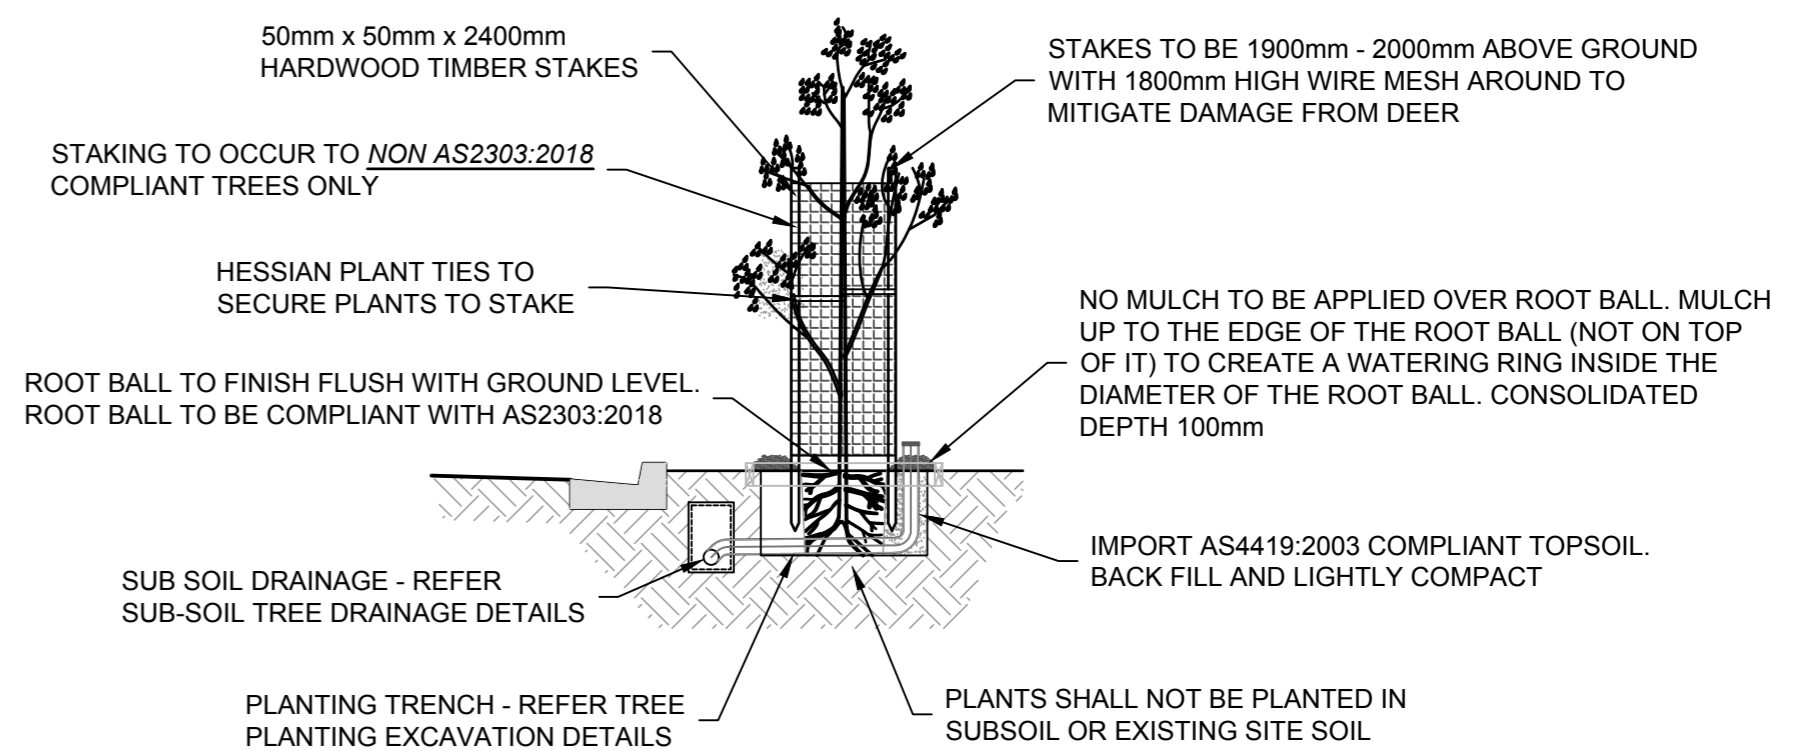 50mm x 50mm x 2400mm
HARDWOOD TIMBER STAKES
STAKING TO OCCUR TO NON AS2303:2018
COMPLIANT TREES ONLY
HESSIAN PLANT TIES TO
SECURE PLANTS TO STAKE
ROOT BALL TO FINISH FLUSH WITH GROUND LEVEL.
ROOT BALL TO BE COMPLIANT WITH AS2303:2018
SUB SOIL DRAINAGE - REFER
SUB-SOIL TREE DRAINAGE DETAILS
PLANTING TRENCH - REFER TREE
PLANTING EXCAVATION DETAILS
STAKES TO BE 1900mm - 2000mm ABOVE GROUND
WITH 1800mm HIGH WIRE MESH AROUND TO
MITIGATE DAMAGE FROM DEER
NO MULCH TO BE APPLIED OVER ROOT BALL. MULCH
UP TO THE EDGE OF THE ROOT BALL (NOT ON TOP
OF IT) TO CREATE A WATERING RING INSIDE THE
DIAMETER OF THE ROOT BALL. CONSOLIDATED
DEPTH 100mm
IMPORT AS4419:2003 COMPLIANT TOPSOIL.
BACK FILL AND LIGHTLY COMPACT
PLANTS SHALL NOT BE PLANTED IN
SUBSOIL OR EXISTING SITE SOIL